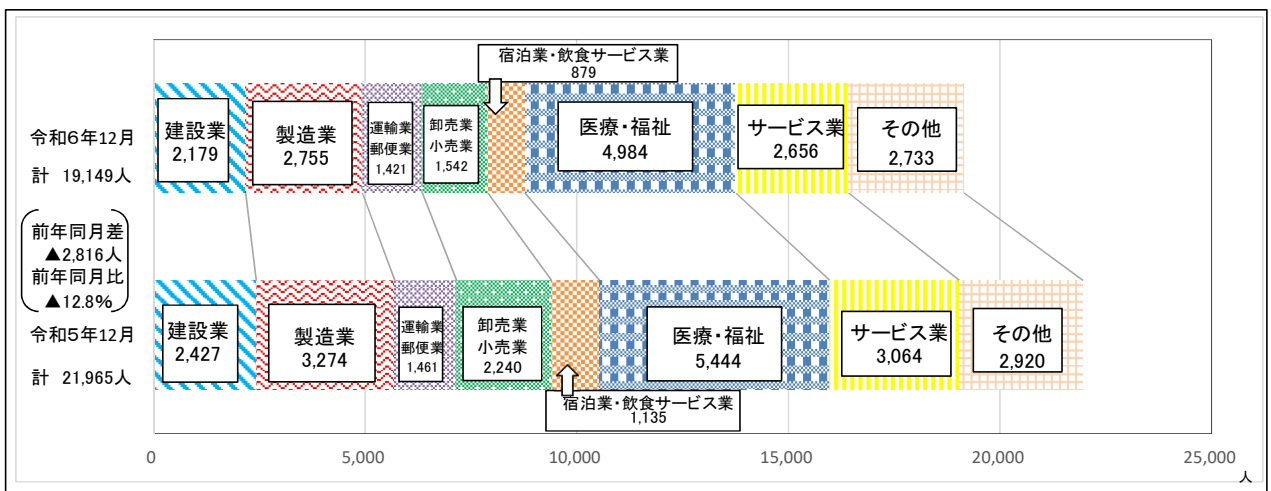 宿泊業・飲食サービス業
879
令和6年12月
計 19,149人
建設業
2,179
製造業
2,755
運輸業
郵便業
1,421
卸売業
小売業
1,542
医療・福祉
4,984
サービス業
2,656
その他
2,733
前年同月差
▲2,816人
前年同月比
▲12.8%
令和5年12月
計 21,965人
建設業
2,427
製造業
3,274
運輸業
郵便業
1,461
卸売業
小売業
2,240
医療・福祉
5,444
サービス業
3,064
その他
2,920
宿泊業・飲食サービス業
1,135
0 5,000 10,000 15,000 20,000 25,000
人